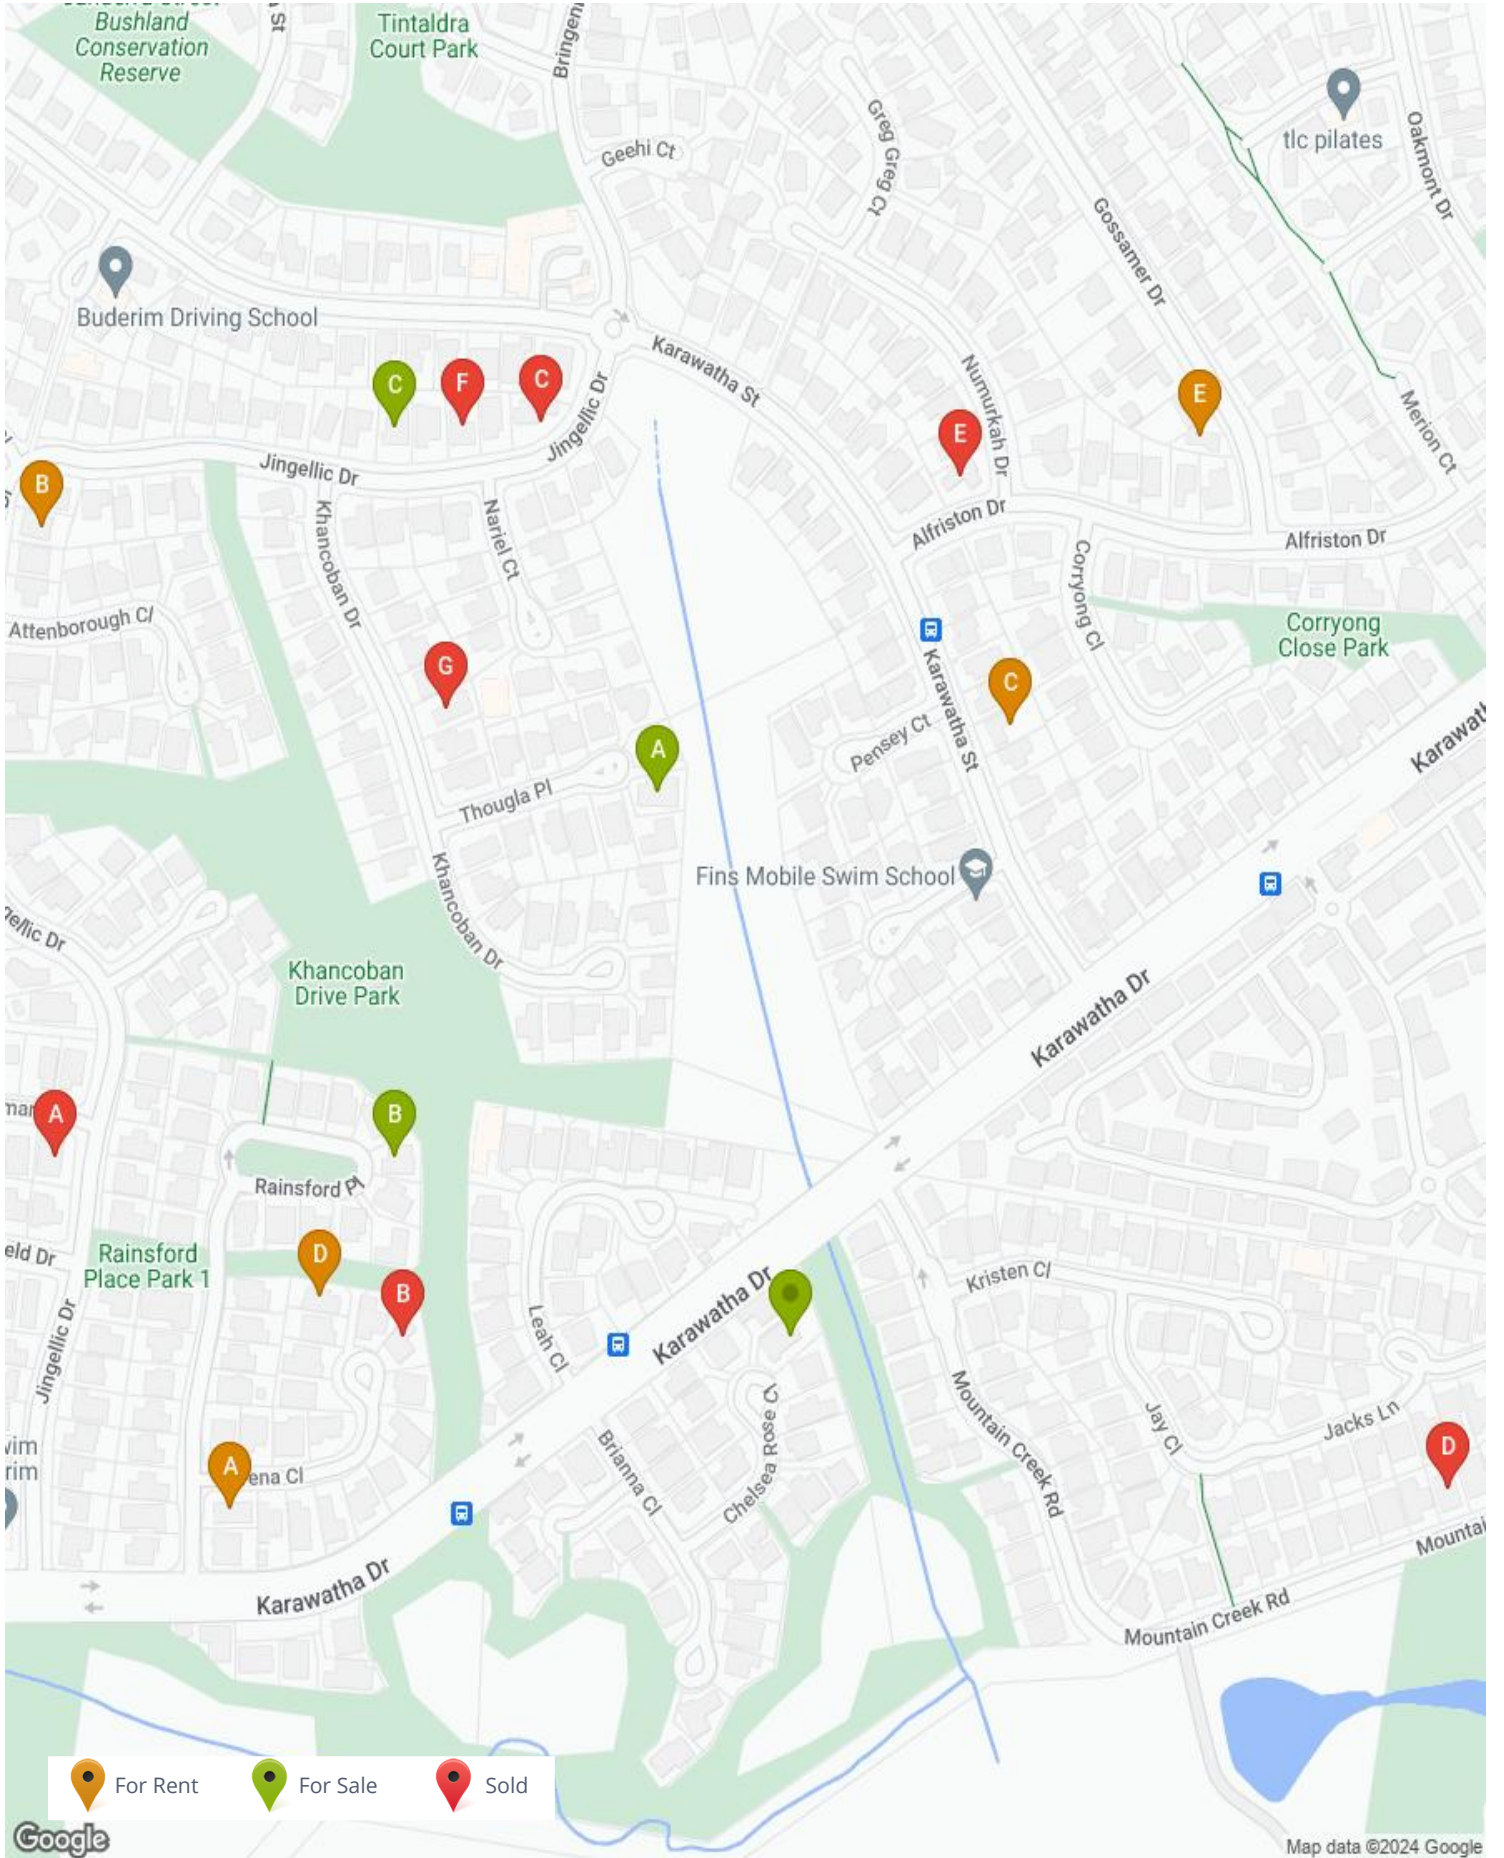 Bushland
Conservation
Reserve
St
Tintaldra
Court Park
Geehi Ct
Greg Greg Ct
tlc pilates
Oakmont Dr
Gossamer Dr
Buderim Driving School
Karawatha St
Numurkah Dr
Merion Ct
C
F
C
E
E
B
Jingellic Dr
Jingellic Dr
Khancoban Dr
Nariel Ct
Alfriston Dr
Alfriston Dr
Corryong Cl
Attenborough Cl
Corryong
Close Park
G
C
Karawatha St
Pensey Ct
A
Thougla Pl
Khancoban Dr
Fins Mobile Swim School
Khancoban
Drive Park
Karawatha Dr
A
B
Rainsford Pl
D
Rainsford
Place Park 1
B
Kristen Cl
Karawatha Dr
Leah Cl
Jingellic Dr
Mountain Creek Rd
Jay Cl
Jacks Ln
D
Chelsea Rose Cl
Brianna Cl
A
ena Cl
Karawatha Dr
Mountain Creek Rd
For Rent
For Sale
Sold
Google
Map data ©2024 Google